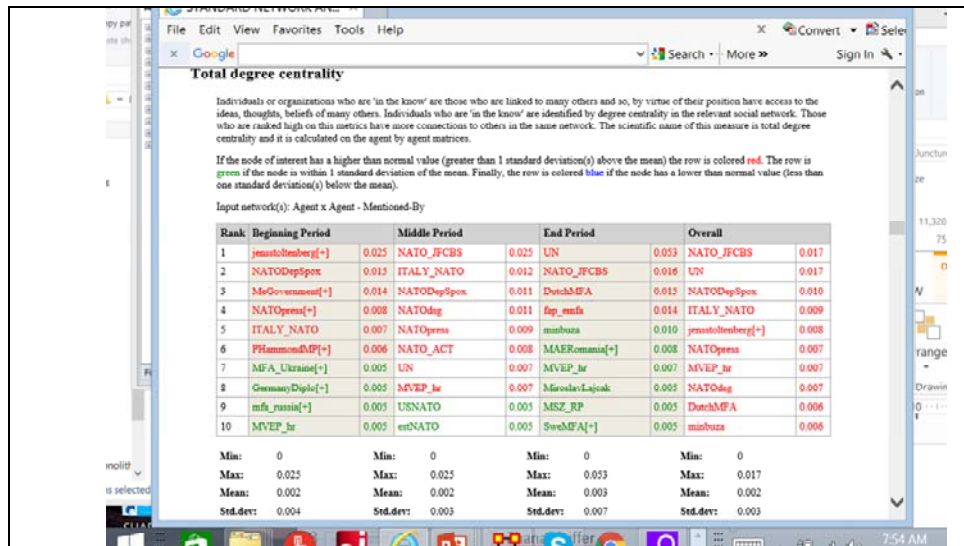 STANDARD NETWORK AN...
File Edit View Favorites Tools Help
x Convert Sele
x Google Search More » Sign In
Total degree centrality
Individuals or organizations who are 'in the know' are those who are linked to many others and so, by virtue of their position have access to the
ideas, thoughts, beliefs of many others. Individuals who are 'in the know' are identified by degree centrality in the relevant social network. Those
who are ranked high on this metrics have more connections to others in the same network. The scientific name of this measure is total degree
centrality and it is calculated on the agent by agent matrices.
If the node of interest has a higher than normal value (greater than 1 standard deviation(s) above the mean) the row is colored red. The row is
green if the node is within 1 standard deviation of the mean. Finally, the row is colored blue if the node has a lower than normal value (less than
one standard deviation(s) below the mean).
Input network(s): Agent x Agent - Mentioned-By
Rank Beginning Period Middle Period End Period Overall
1 jensstoltenberg[+] 0.025 NATO_JFCBS 0.025 UN 0.053 NATO_JFCBS 0.017
2 NATODepSpox 0.015 ITALY_NATO 0.012 NATO_JFCBS 0.016 UN 0.017
3 MeGovernment[+] 0.014 NATODepSpox 0.011 DutchMFA 0.015 NATODepSpox 0.010
4 NATOpress[+] 0.008 NATOdsg 0.011 fap_emfa 0.014 ITALY_NATO 0.009
5 ITALY_NATO 0.007 NATOpress 0.009 minbuza 0.010 jensstoltenberg[+] 0.008
6 PHammondMP[+] 0.006 NATO_ACT 0.008 MAERomania[+] 0.008 NATOpress 0.007
7 MFA_Ukraine[+] 0.005 UN 0.007 MVEP_hr 0.007 MVEP_hr 0.007
8 GermanyDiplo[+] 0.005 MVEP_hr 0.007 MiroslavLajcak 0.005 NATOdsg 0.007
9 mfa_russia[+] 0.005 USNATO 0.005 MSZ_RP 0.005 DutchMFA 0.006
10 MVEP_hr 0.005 estNATO 0.005 SweMFA[+] 0.005 minbuza 0.006
Min: 0 Min: 0 Min: 0 Min: 0
Max: 0.025 Max: 0.025 Max: 0.053 Max: 0.017
Mean: 0.002 Mean: 0.002 Mean: 0.003 Mean: 0.002
Std.dev: 0.004 Std.dev: 0.003 Std.dev: 0.007 Std.dev: 0.003
11,320
75
7:54 AM